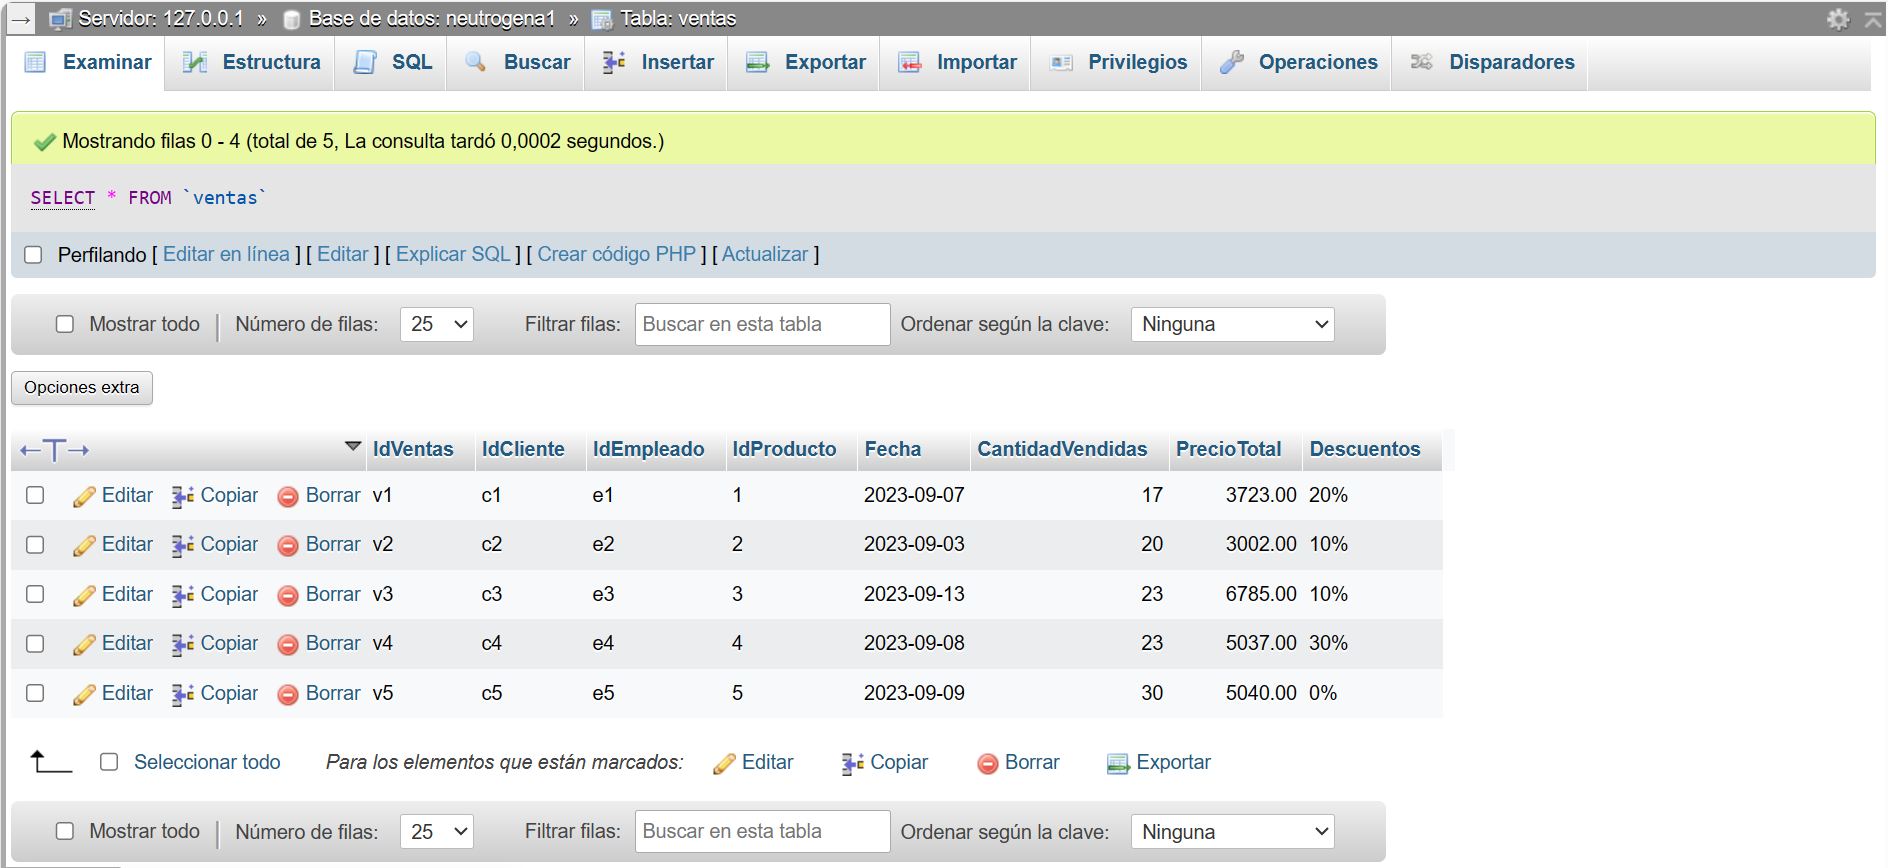 Servidor: 127.0.0.1 » Base de datos: neutrogena1 » Tabla: ventas
Examinar Estructura SQL Buscar Insertar Exportar Importar Privilegios Operaciones Disparadores
Mostrando filas 0 - 4 (total de 5, La consulta tardó 0,0002 segundos.)
SELECT * FROM `ventas`
Perfilando [ Editar en línea ] [ Editar ] [ Explicar SQL ] [ Crear código PHP ] [ Actualizar ]
Mostrar todo | Número de filas: 25 Filtrar filas: Buscar en esta tabla Ordenar según la clave: Ninguna
Opciones extra
←T→ IdVentas IdCliente IdEmpleado IdProducto Fecha CantidadVendidas PrecioTotal Descuentos
Editar Copiar Borrar v1 c1 e1 1 2023-09-07 17 3723.00 20%
Editar Copiar Borrar v2 c2 e2 2 2023-09-03 20 3002.00 10%
Editar Copiar Borrar v3 c3 e3 3 2023-09-13 23 6785.00 10%
Editar Copiar Borrar v4 c4 e4 4 2023-09-08 23 5037.00 30%
Editar Copiar Borrar v5 c5 e5 5 2023-09-09 30 5040.00 0%
Seleccionar todo Para los elementos que están marcados: Editar Copiar Borrar Exportar
Mostrar todo | Número de filas: 25 Filtrar filas: Buscar en esta tabla Ordenar según la clave: Ninguna